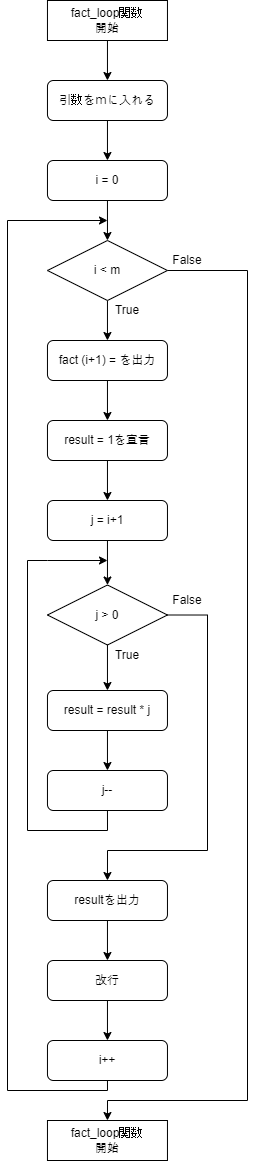 fact_loop関数
開始
引数をmに入れる
i = 0
i < m
False
True
fact (i+1) = を出力
result = 1を宣言
j = i+1
j > 0
False
True
result = result * j
j--
resultを出力
改行
i++
fact_loop関数
開始